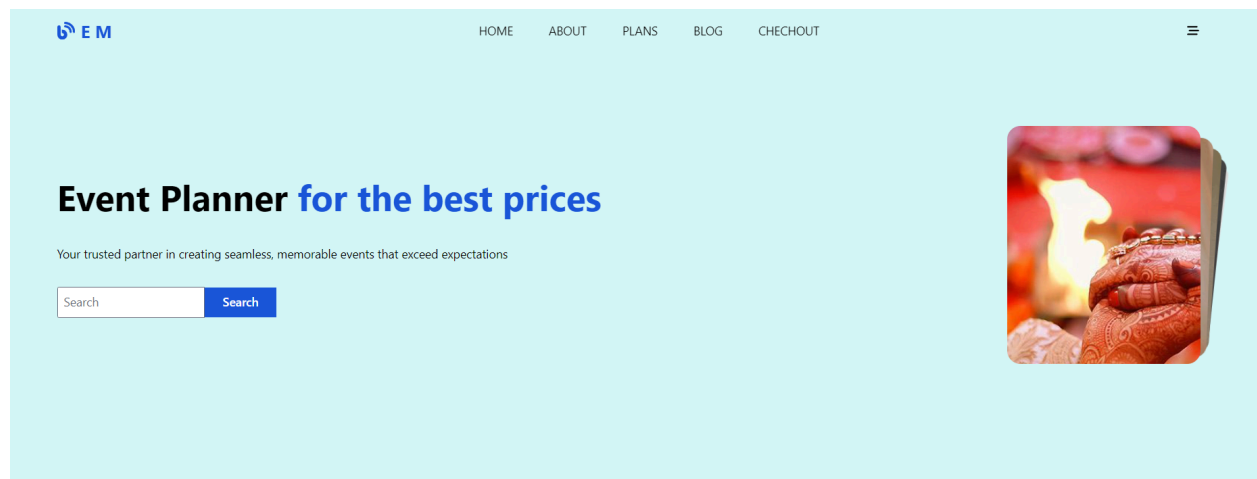 E M
HOME ABOUT PLANS BLOG CHECHOUT
Event Planner for the best prices
Your trusted partner in creating seamless, memorable events that exceed expectations
Search Search